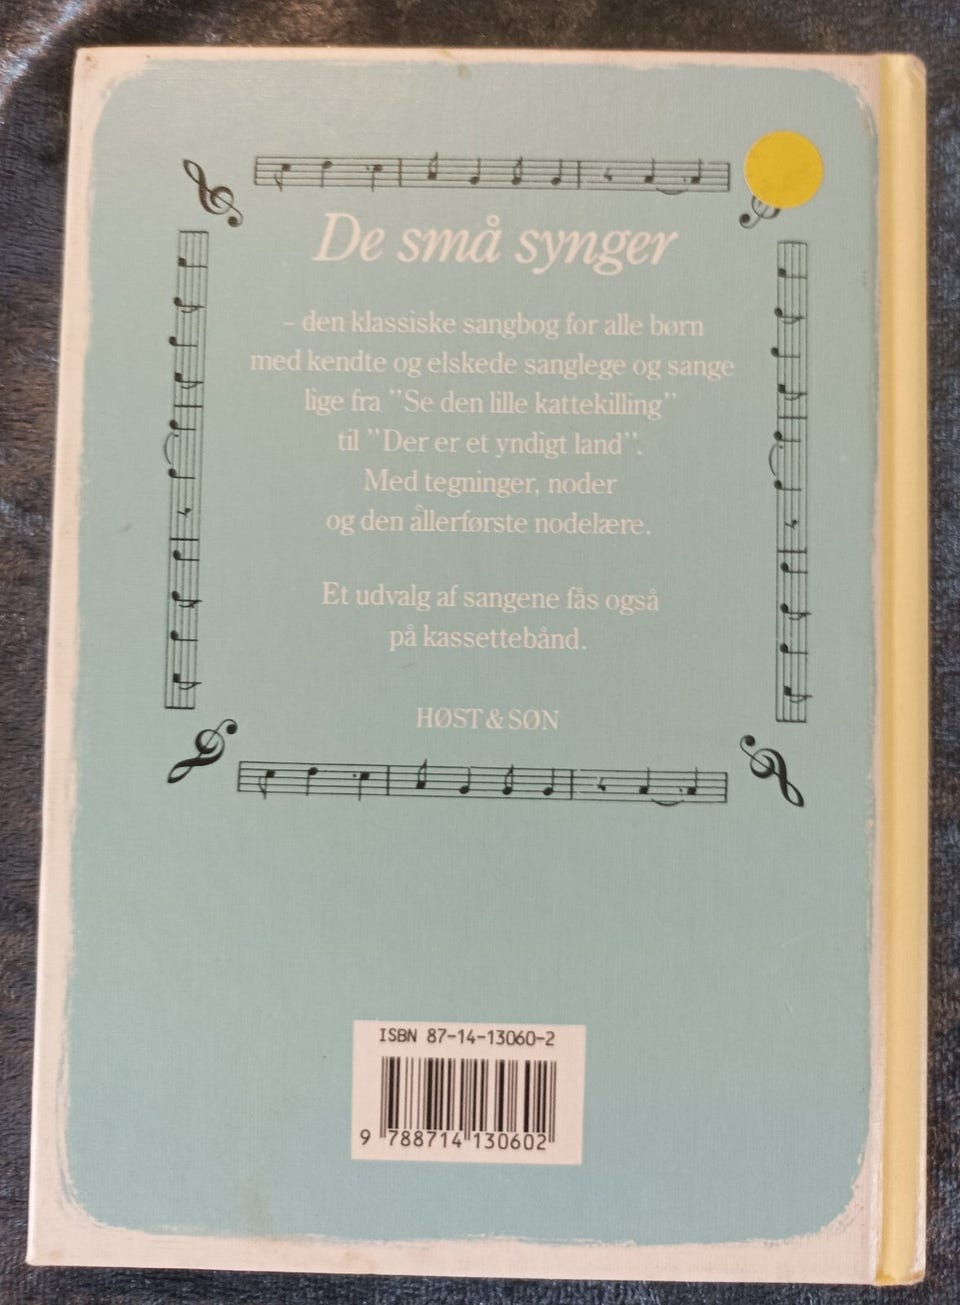 De små synger
– den klassiske sangbog for alle børn
med kendte og elskede sanglege og sange
lige fra "Se den lille kattekilling"
til "Der er et yndigt land".
Med tegninger, noder
og den allerførste nodelære.
Et udvalg af sangene fås også
på kassettebånd.
HØST & SØN
ISBN 87-14-13060-2
9 788714 130602